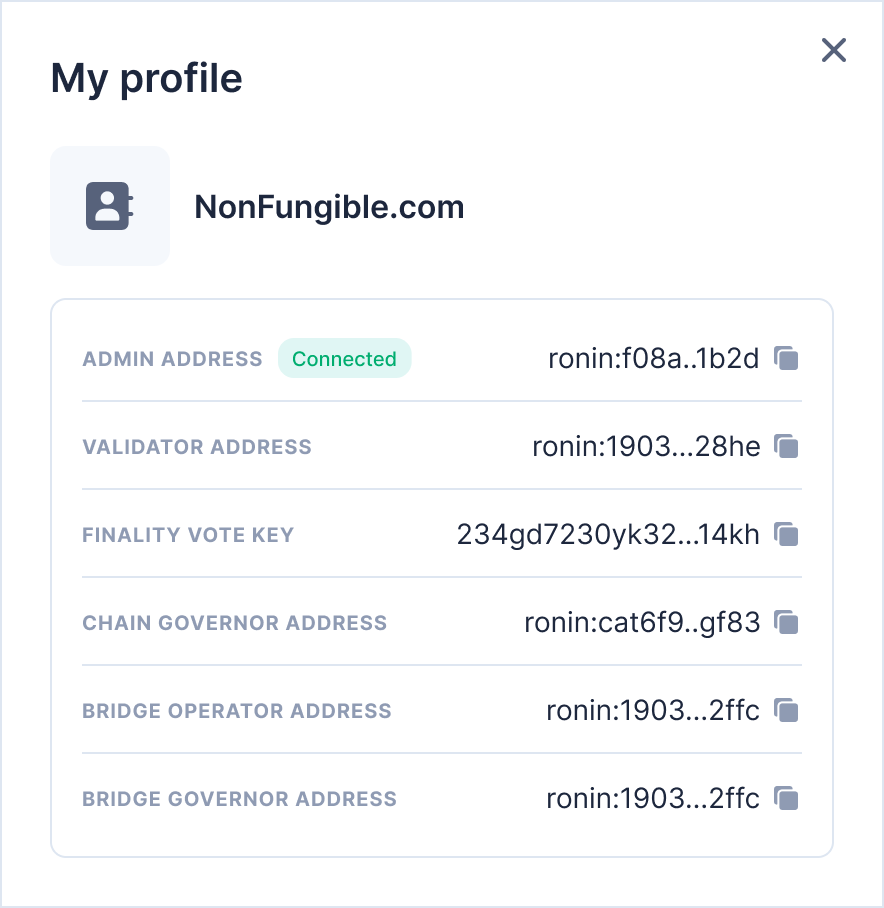 My profile
NonFungible.com
ADMIN ADDRESS Connected ronin:f08a..1b2d
VALIDATOR ADDRESS ronin:1903...28he
FINALITY VOTE KEY 234gd7230yk32...14kh
CHAIN GOVERNOR ADDRESS ronin:cat6f9..gf83
BRIDGE OPERATOR ADDRESS ronin:1903...2ffc
BRIDGE GOVERNOR ADDRESS ronin:1903...2ffc